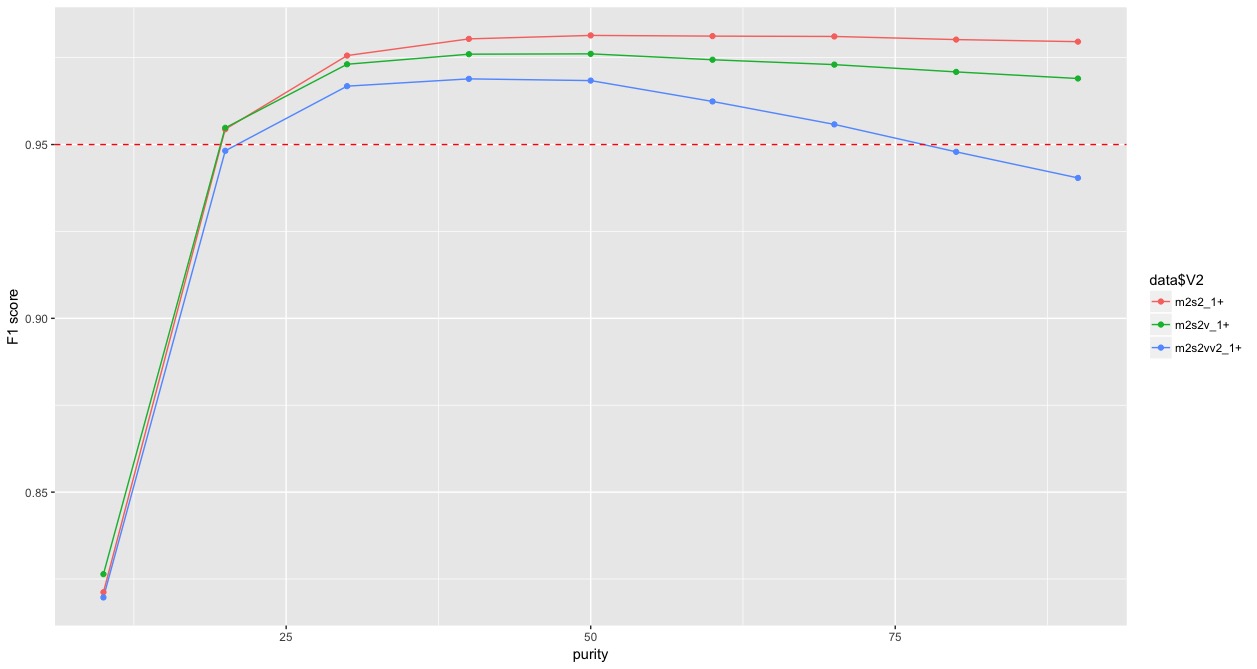 F1 score
0.95
0.90
0.85
25
50
75
purity
data$V2
m2s2_1+
m2s2v_1+
m2s2vv2_1+